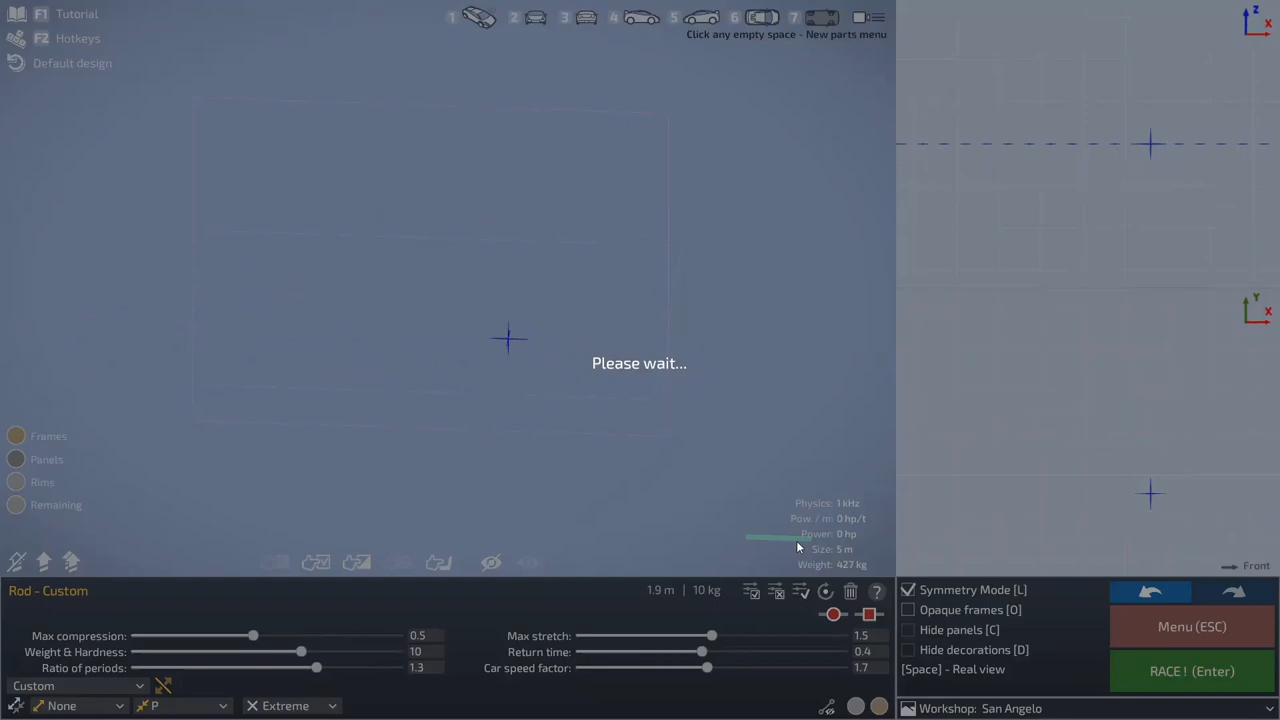 F1 Tutorial
F2 Hotkeys
Default design
1 2 3 4 5 6 7
Click any empty space - New parts menu
Z
X
Y
X
Please wait...
Frames
Panels
Rims
Remaining
Physics: 1 kHz
Pow. / m: 0 hp/t
Power: 0 hp
Size: 5 m
Weight: 427 kg
Front
Rod - Custom
1.9 m | 10 kg
?
Max compression: 0.5
Weight & Hardness: 10
Ratio of periods: 1.3
Max stretch: 1.5
Return time: 0.4
Car speed factor: 1.7
Custom
None
P
Extreme
Symmetry Mode [L]
Opaque frames [O]
Hide panels [C]
Hide decorations [D]
[Space] - Real view
Menu (ESC)
RACE! (Enter)
Workshop: San Angelo